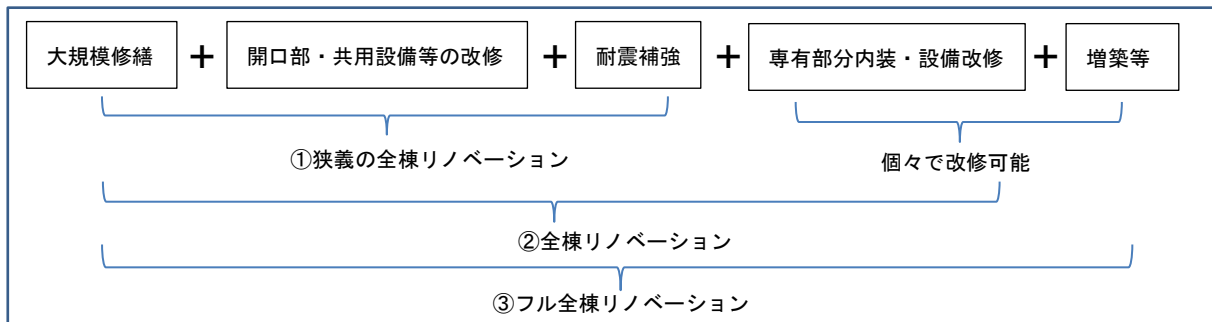 大規模修繕 + 開口部・共用設備等の改修 + 耐震補強 + 専有部分内装・設備改修 + 増築等
①狭義の全棟リノベーション
個々で改修可能
②全棟リノベーション
③フル全棟リノベーション